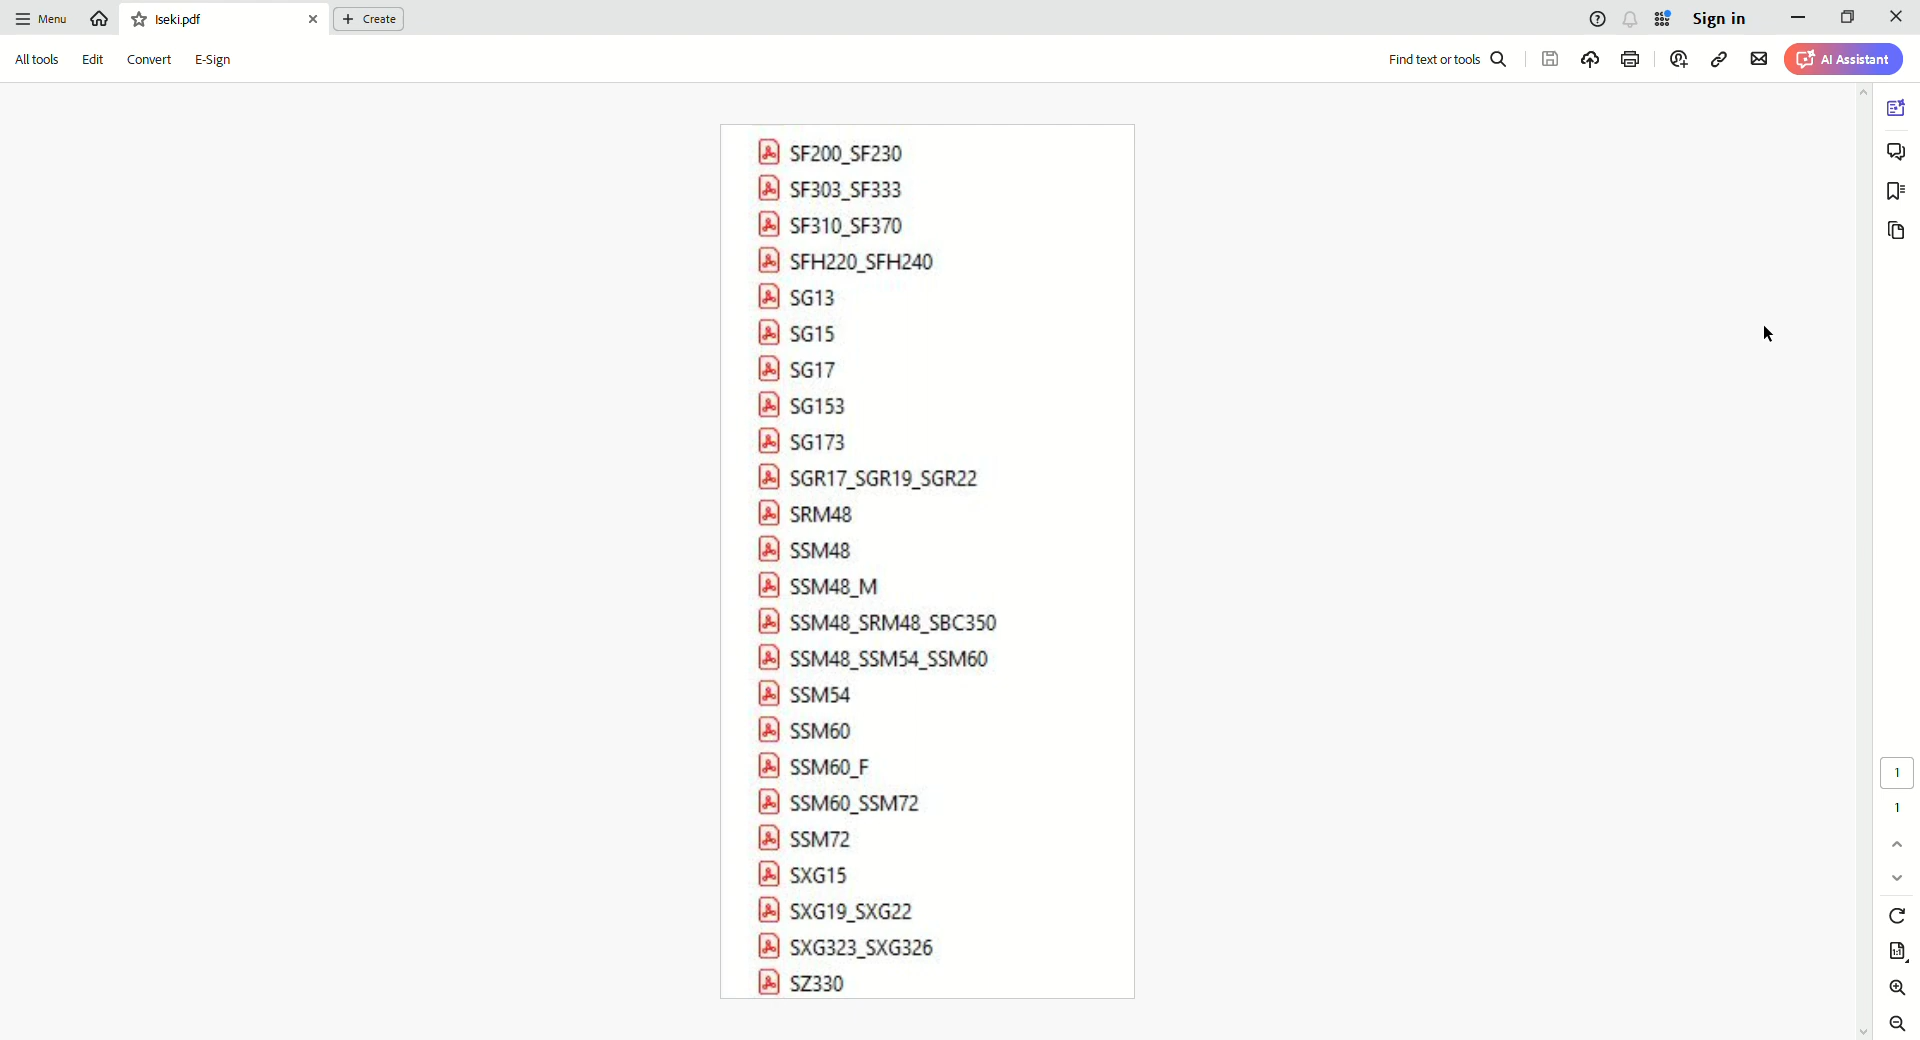 Menu
Iseki.pdf
Create
Sign in
All tools
Edit
Convert
E-Sign
Find text or tools
AI Assistant
SF200_SF230
SF303_SF333
SF310_SF370
SFH220_SFH240
SG13
SG15
SG17
SG153
SG173
SGR17_SGR19_SGR22
SRM48
SSM48
SSM48_M
SSM48_SRM48_SBC350
SSM48_SSM54_SSM60
SSM54
SSM60
SSM60_F
SSM60_SSM72
SSM72
SXG15
SXG19_SXG22
SXG323_SXG326
SZ330
1
1